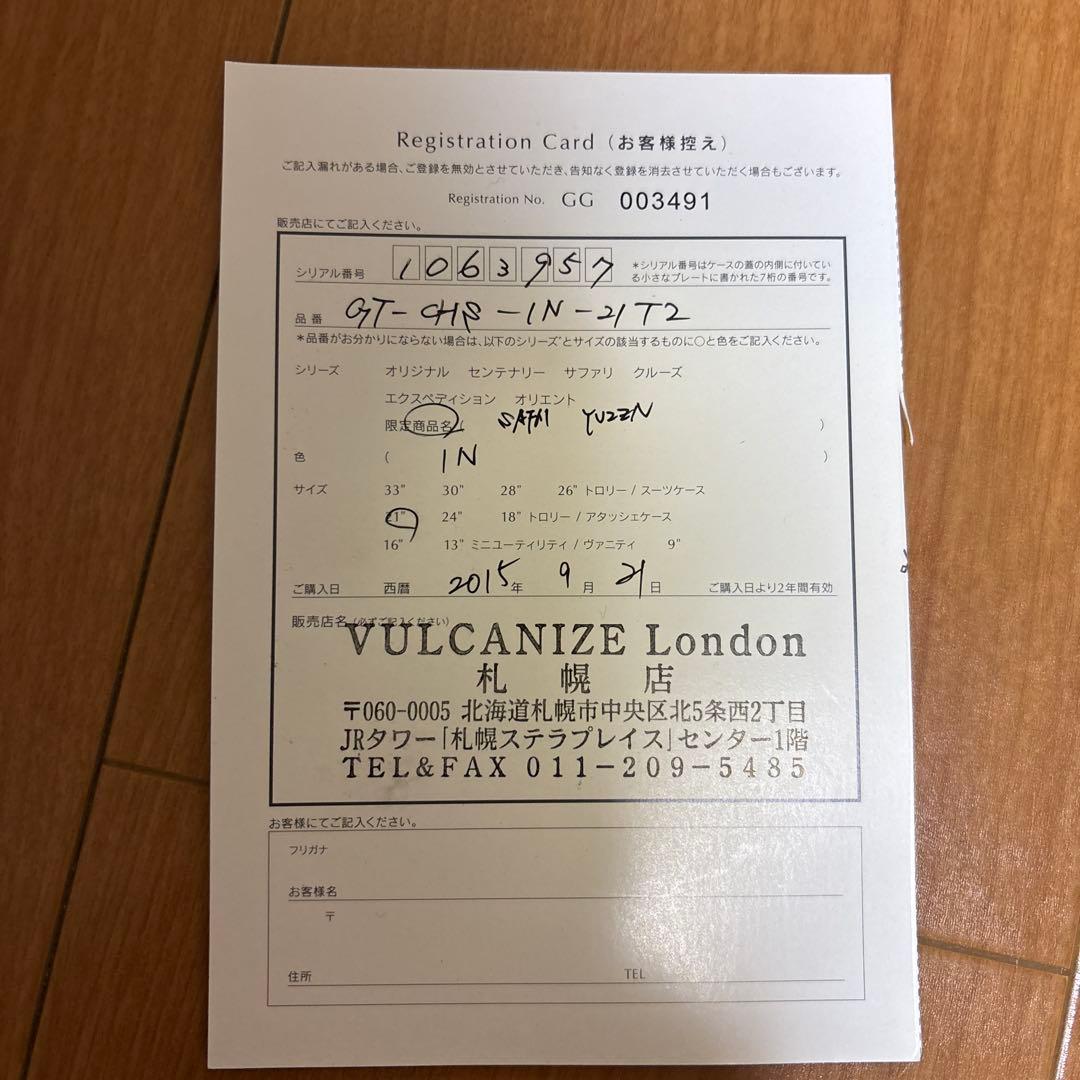 Registration Card (お客様控え)
ご記入漏れがある場合、ご登録を無効とさせていただき、告知なく登録を消去させていただく場合もございます。
Registration No. GG 003491
販売店にてご記入ください。
シリアル番号 1063957 *シリアル番号はケースの蓋の内側に付いてい
る小さなプレートに書かれた7桁の番号です。
品番 GT-CHS-IN-21T2
*品番がお分かりにならない場合は、以下のシリーズとサイズの該当するものに○と色をご記入ください。
シリーズ オリジナル センテナリー サファリ クルーズ
エクスペディション オリエント
限定商品名 ( YUZEN )
色 ( IN )
サイズ 33" 30" 28" 26" トロリー / スーツケース
21" 24" 18" トロリー / アタッシェケース
16" 13" ミニユーティリティ / ヴァニティ 9"
ご購入日 西暦 2015年 9月 21日 ご購入日より2年間有効
販売店名 (必ずご記入ください)
VULCANIZE London
札幌店
〒060-0005 北海道札幌市中央区北5条西2丁目
JRタワー「札幌ステラプレイス」センター1階
TEL&FAX 011-209-5485
お客様にてご記入ください。
フリガナ
お客様名
〒
住所 TEL